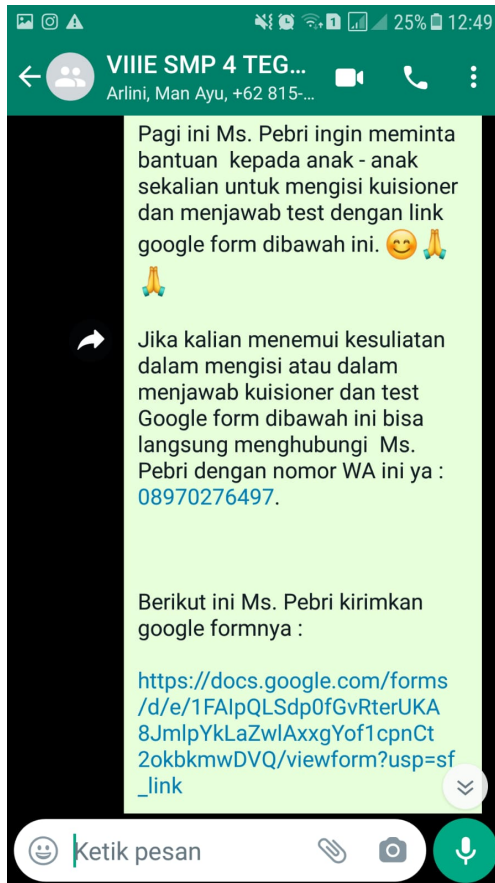 25% 12:49
VIIIE SMP 4 TEG...
Arlini, Man Ayu, +62 815-...
Pagi ini Ms. Pebri ingin meminta
bantuan kepada anak - anak
sekalian untuk mengisi kuisioner
dan menjawab test dengan link
google form dibawah ini. 😊🙏
🙏
Jika kalian menemui kesuliatan
dalam mengisi atau dalam
menjawab kuisioner dan test
Google form dibawah ini bisa
langsung menghubungi Ms.
Pebri dengan nomor WA ini ya :
08970276497.
Berikut ini Ms. Pebri kirimkan
google formnya :
https://docs.google.com/forms
/d/e/1FAIpQLSdp0fGvRterUKA
8JmlpYkLaZwlAxxgYof1cpnCt
2okbkmwDVQ/viewform?usp=sf
_link
Ketik pesan